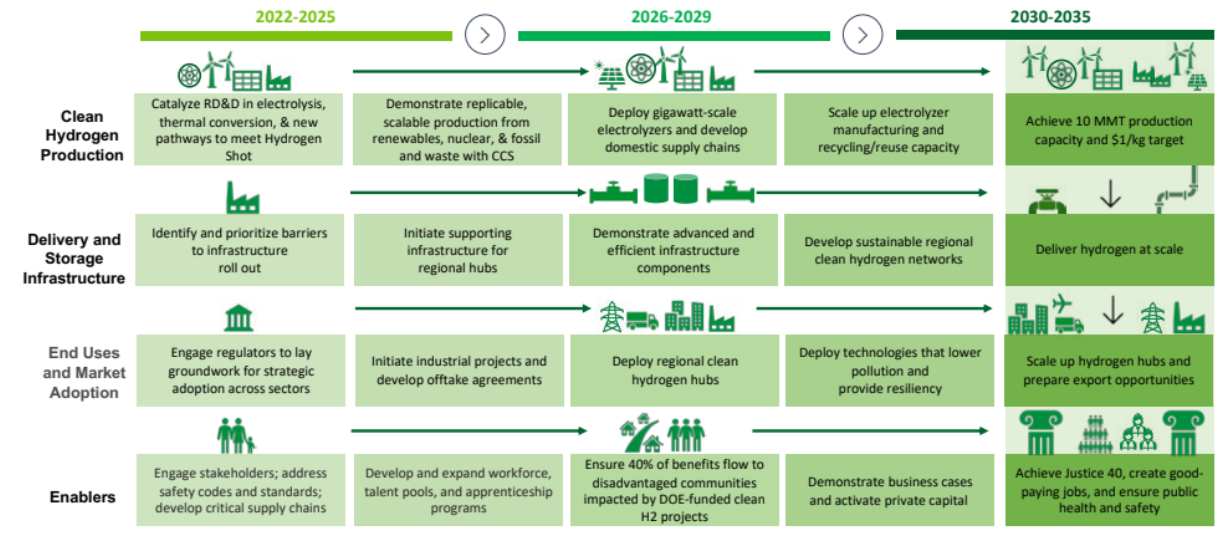 2022-2025
2026-2029
2030-2035
Clean
Hydrogen
Production
Catalyze RD&D in electrolysis,
thermal conversion, & new
pathways to meet Hydrogen
Shot
Demonstrate replicable,
scalable production from
renewables, nuclear, & fossil
and waste with CCS
Deploy gigawatt-scale
electrolyzers and develop
domestic supply chains
Scale up electrolyzer
manufacturing and
recycling/reuse capacity
Achieve 10 MMT production
capacity and $1/kg target
Delivery and
Storage
Infrastructure
Identify and prioritize barriers
to infrastructure
roll out
Initiate supporting
infrastructure for
regional hubs
Demonstrate advanced and
efficient infrastructure
components
Develop sustainable regional
clean hydrogen networks
Deliver hydrogen at scale
End Uses
and Market
Adoption
Engage regulators to lay
groundwork for strategic
adoption across sectors
Initiate industrial projects and
develop offtake agreements
Deploy regional clean
hydrogen hubs
Deploy technologies that lower
pollution and
provide resiliency
Scale up hydrogen hubs and
prepare export opportunities
Enablers
Engage stakeholders; address
safety codes and standards;
develop critical supply chains
Develop and expand workforce,
talent pools, and apprenticeship
programs
Ensure 40% of benefits flow to
disadvantaged communities
impacted by DOE-funded clean
H2 projects
Demonstrate business cases
and activate private capital
Achieve Justice 40, create good-
paying jobs, and ensure public
health and safety